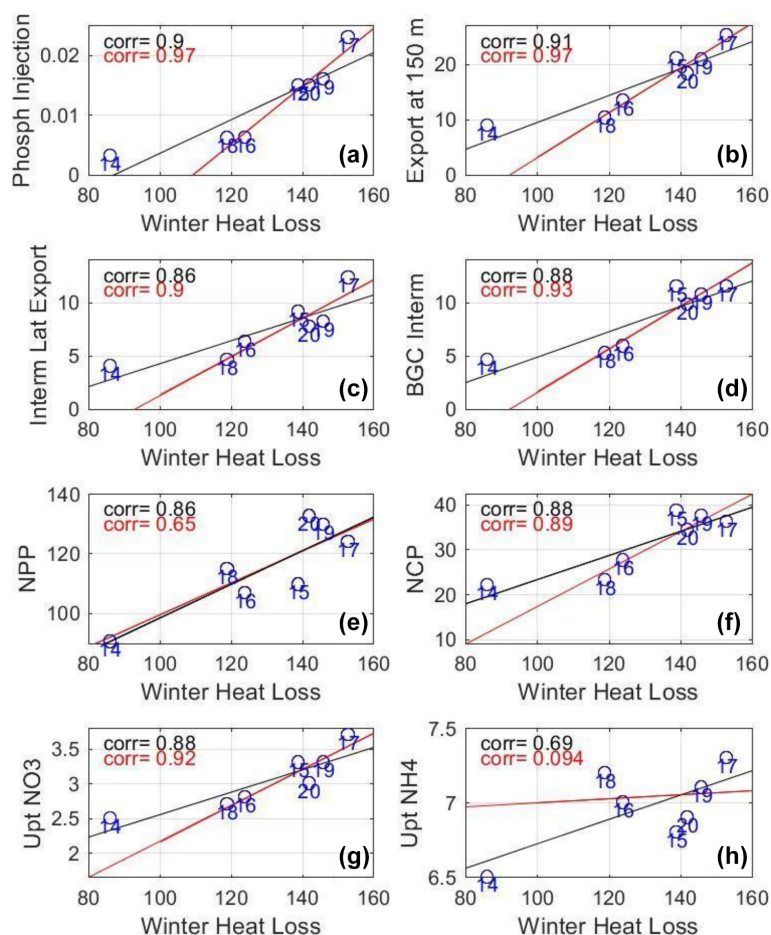 corr= 0.9
corr= 0.97
0.02
0.01
0
Phosph Injection
14
18
16
15
20
19
17
(a)
80 100 120 140 160
Winter Heat Loss
corr= 0.91
corr= 0.97
20
10
0
Export at 150 m
14
18
16
15
20
19
17
(b)
80 100 120 140 160
Winter Heat Loss
corr= 0.86
corr= 0.9
10
5
0
Interm Lat Export
14
18
16
15
20
19
17
(c)
80 100 120 140 160
Winter Heat Loss
corr= 0.88
corr= 0.93
10
5
0
BGC Interm
14
18
16
15
20
19
17
(d)
80 100 120 140 160
Winter Heat Loss
corr= 0.86
corr= 0.65
140
120
100
NPP
14
18
16
15
20
19
17
(e)
80 100 120 140 160
Winter Heat Loss
corr= 0.88
corr= 0.89
40
30
20
10
NCP
14
18
16
15
20
19
17
(f)
80 100 120 140 160
Winter Heat Loss
corr= 0.88
corr= 0.92
3.5
3
2.5
2
Upt NO3
14
18
16
15
20
19
17
(g)
80 100 120 140 160
Winter Heat Loss
corr= 0.69
corr= 0.094
7.5
7
6.5
Upt NH4
14
18
16
15
20
19
17
(h)
80 100 120 140 160
Winter Heat Loss